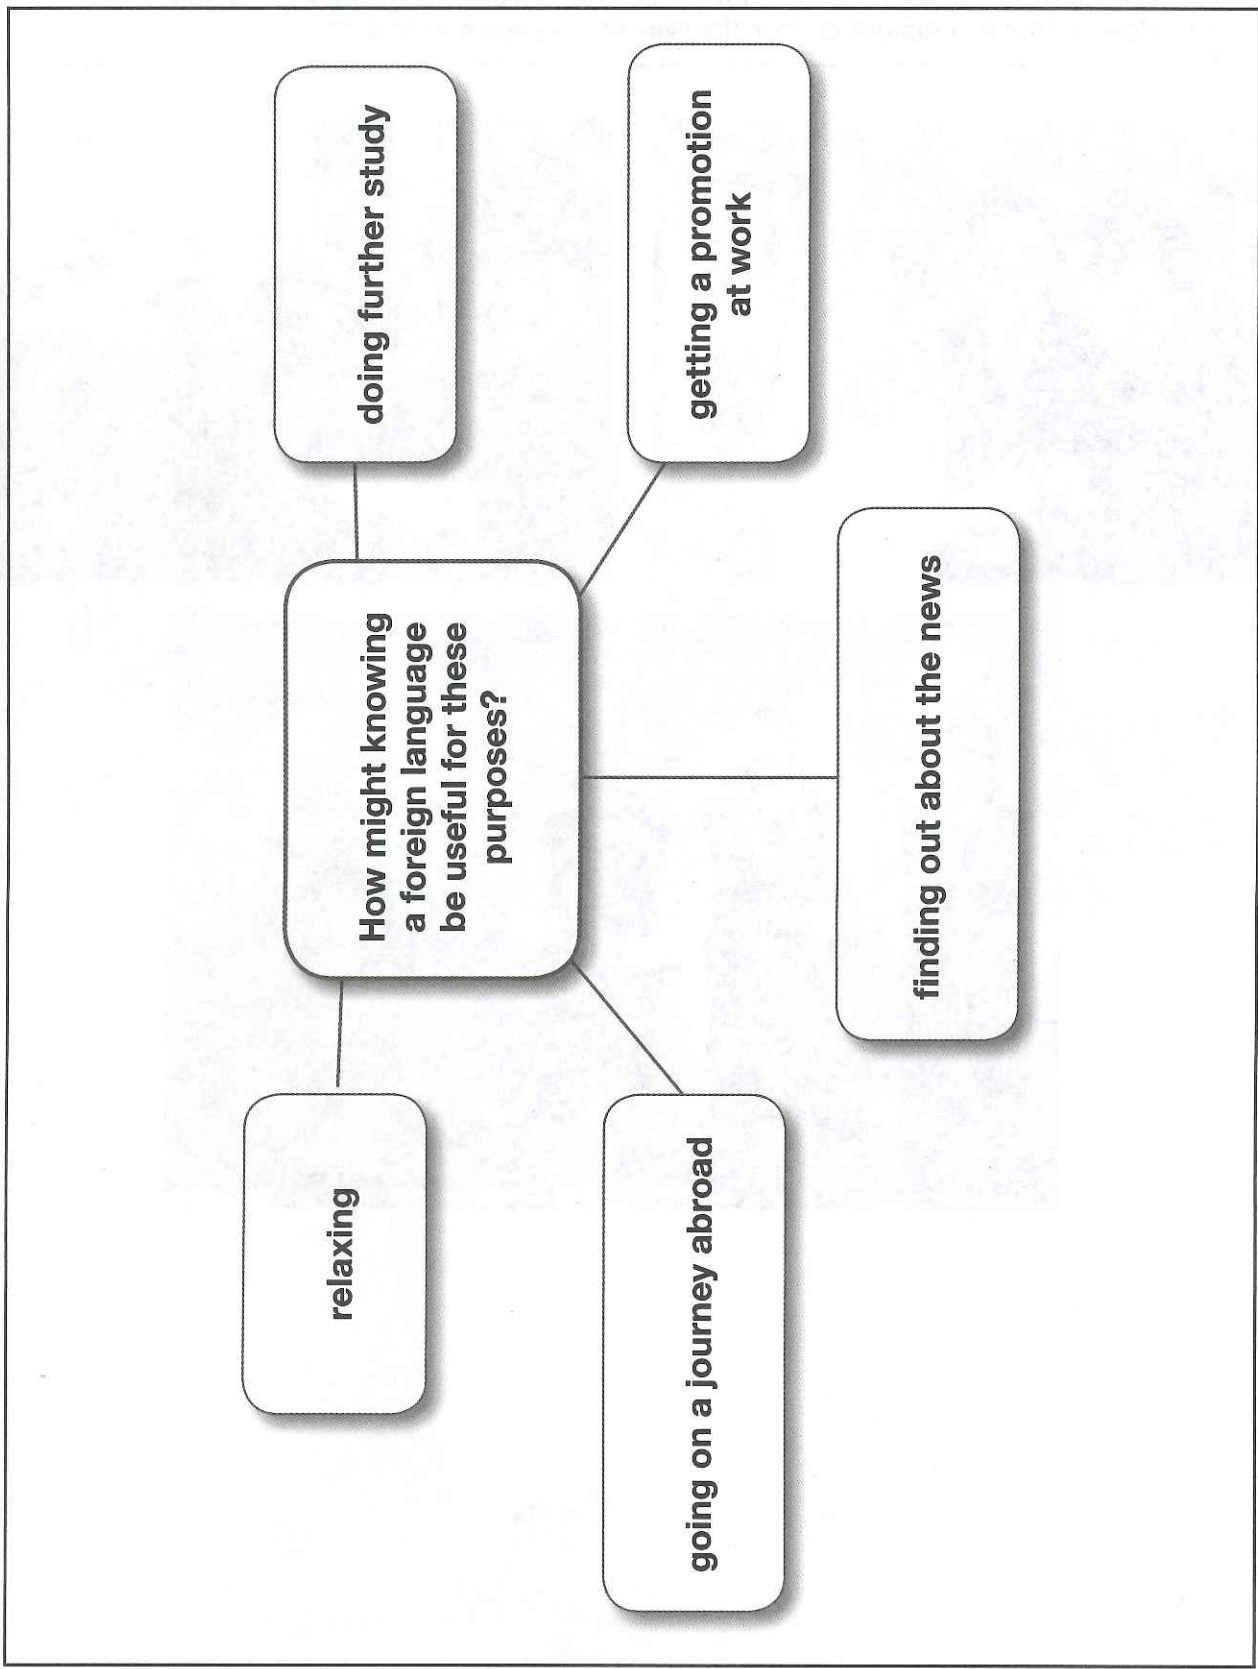 relaxing
How might knowing
a foreign language
be useful for these
purposes?
doing further study
going on a journey abroad
getting a promotion
at work
finding out about the news